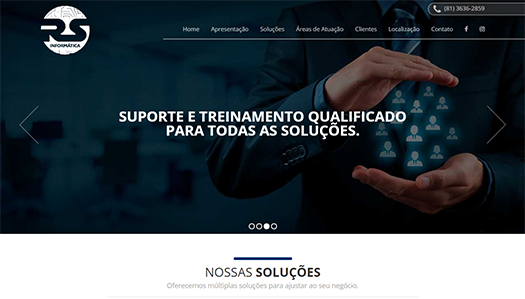 (81) 3636-2859
RS
INFORMÁTICA
Home Apresentação Soluções Áreas de Atuação Clientes Localização Contato
SUPORTE E TREINAMENTO QUALIFICADO
PARA TODAS AS SOLUÇÕES.
NOSSAS SOLUÇÕES
Oferecemos múltiplas soluções para ajustar ao seu negócio.